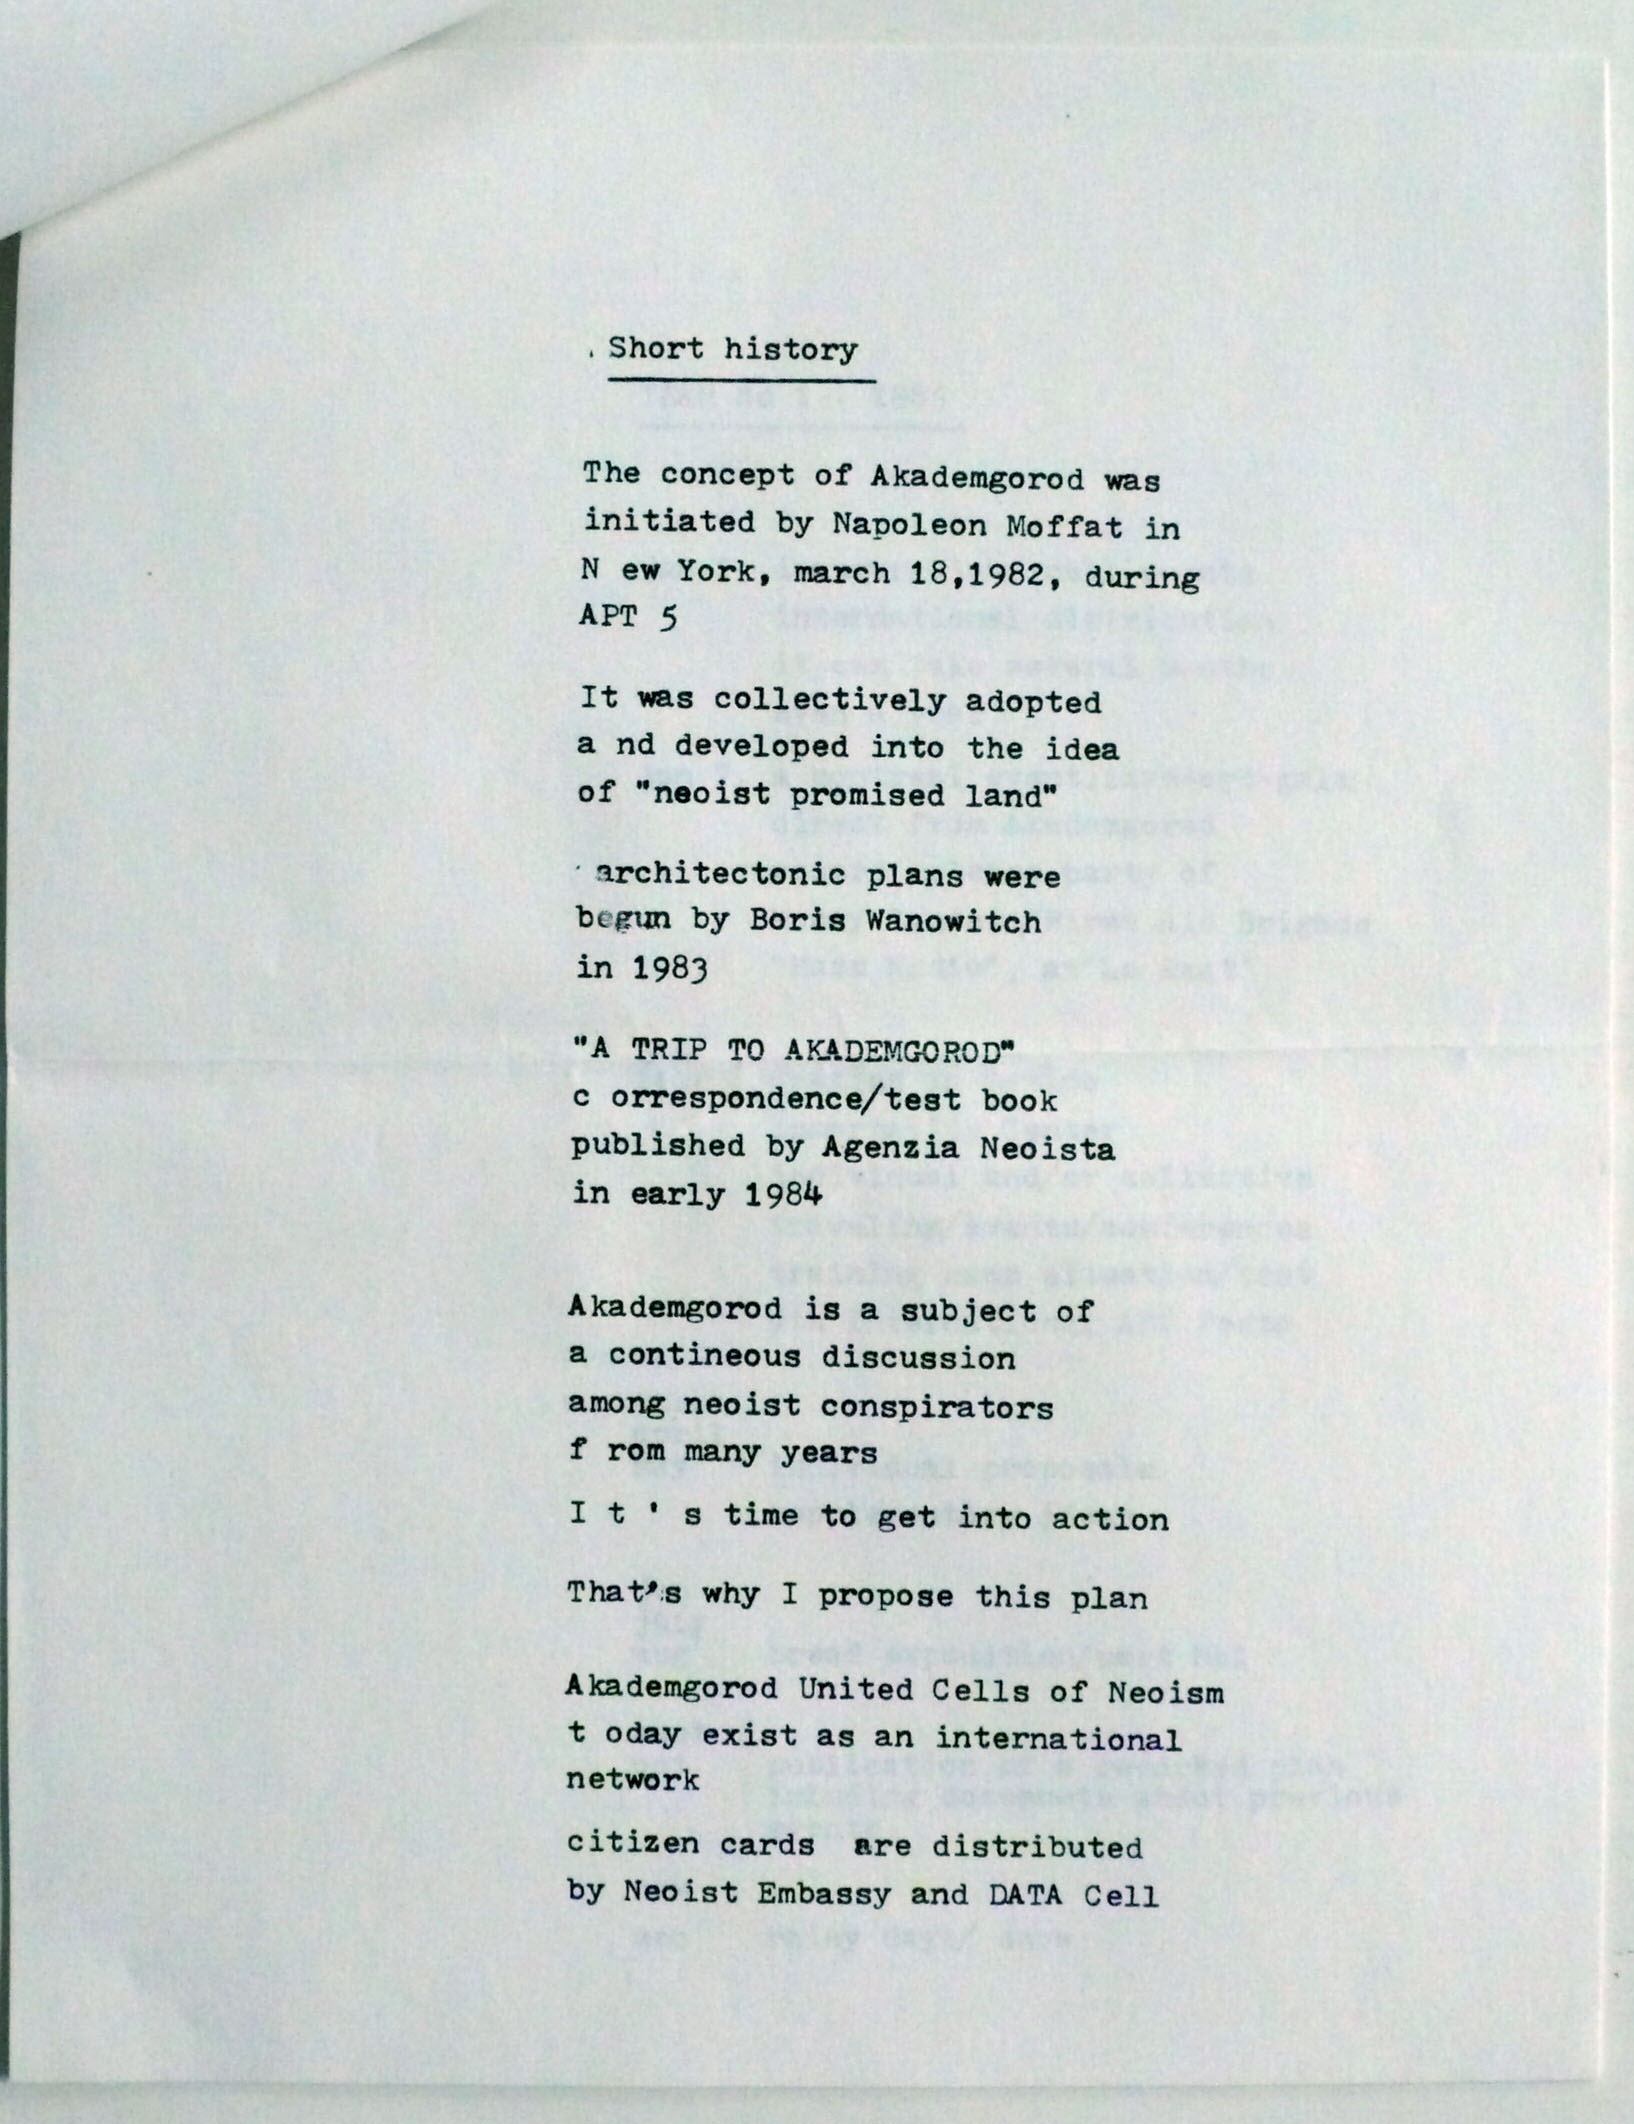 Short history
The concept of Akademgorod was
initiated by Napoleon Moffat in
N ew York, march 18,1982, during
APT 5
It was collectively adopted
a nd developed into the idea
of "neoist promised land"
architectonic plans were
begun by Boris Wanowitch
in 1983
"A TRIP TO AKADEMGOROD"
c orrespondence/test book
published by Agenzia Neoista
in early 1984
Akademgorod is a subject of
a contineous discussion
among neoist conspirators
f rom many years
I t ' s time to get into action
That's why I propose this plan
Akademgorod United Cells of Neoism
t oday exist as an international
network
citizen cards  are distributed
by Neoist Embassy and DATA Cell